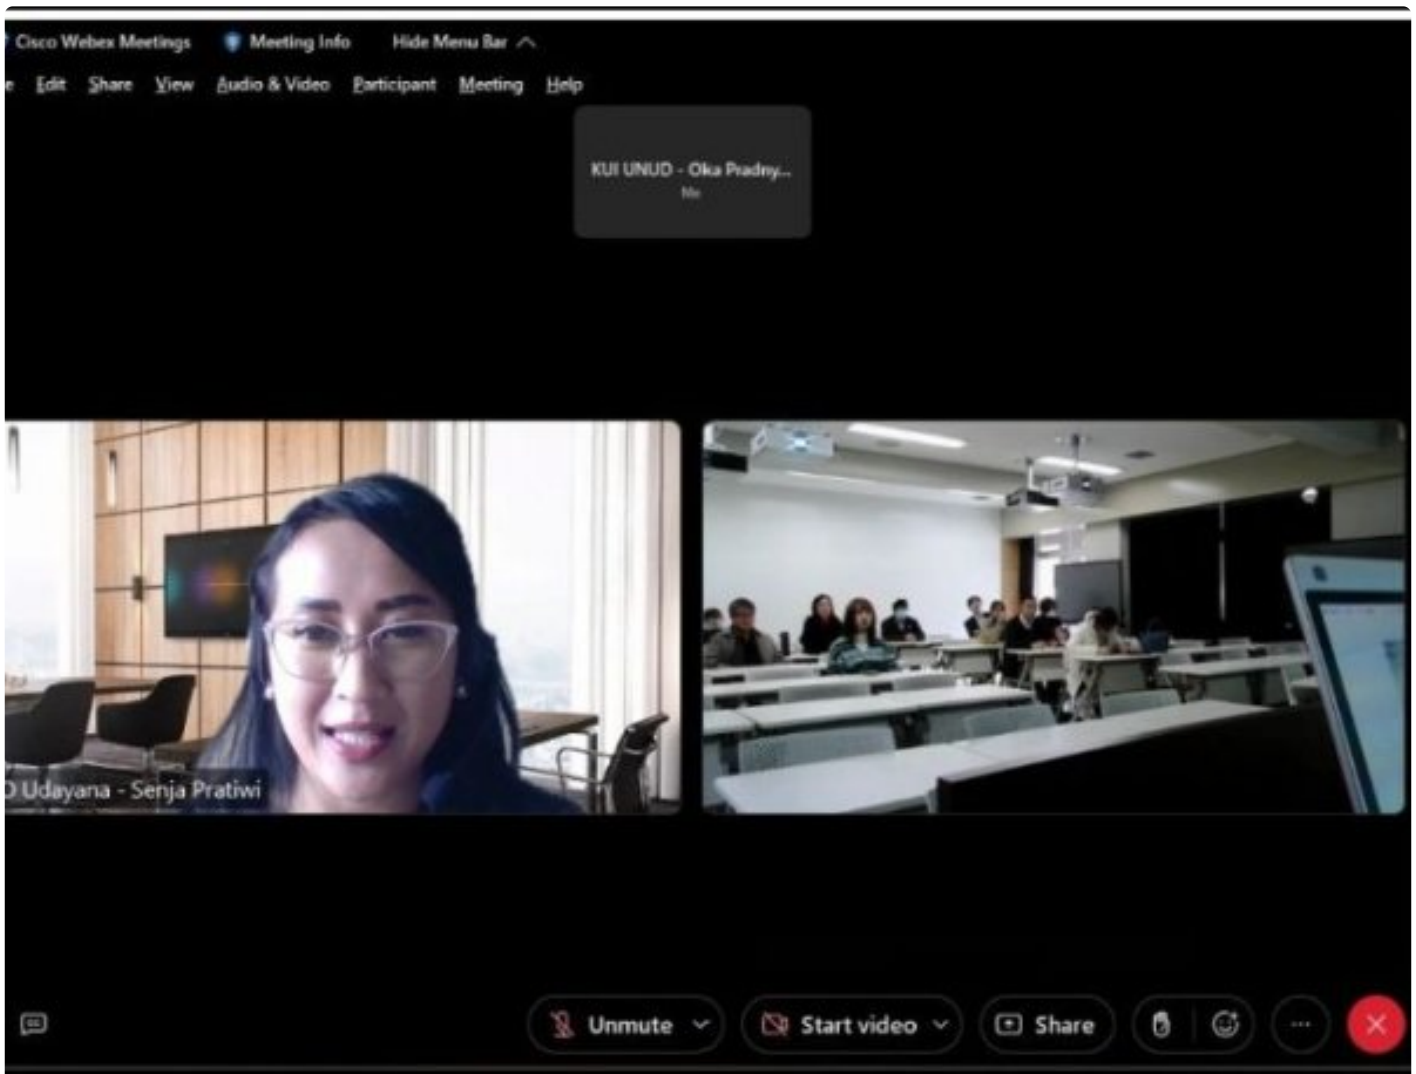 Cisco Webex Meetings Meeting Info Hide Menu Bar
e Edit Share View Audio & Video Participant Meeting Help
KUI UNUD - Oka Pradny...
Me
O Udayana - Senja Pratiwi
Unmute Start video Share